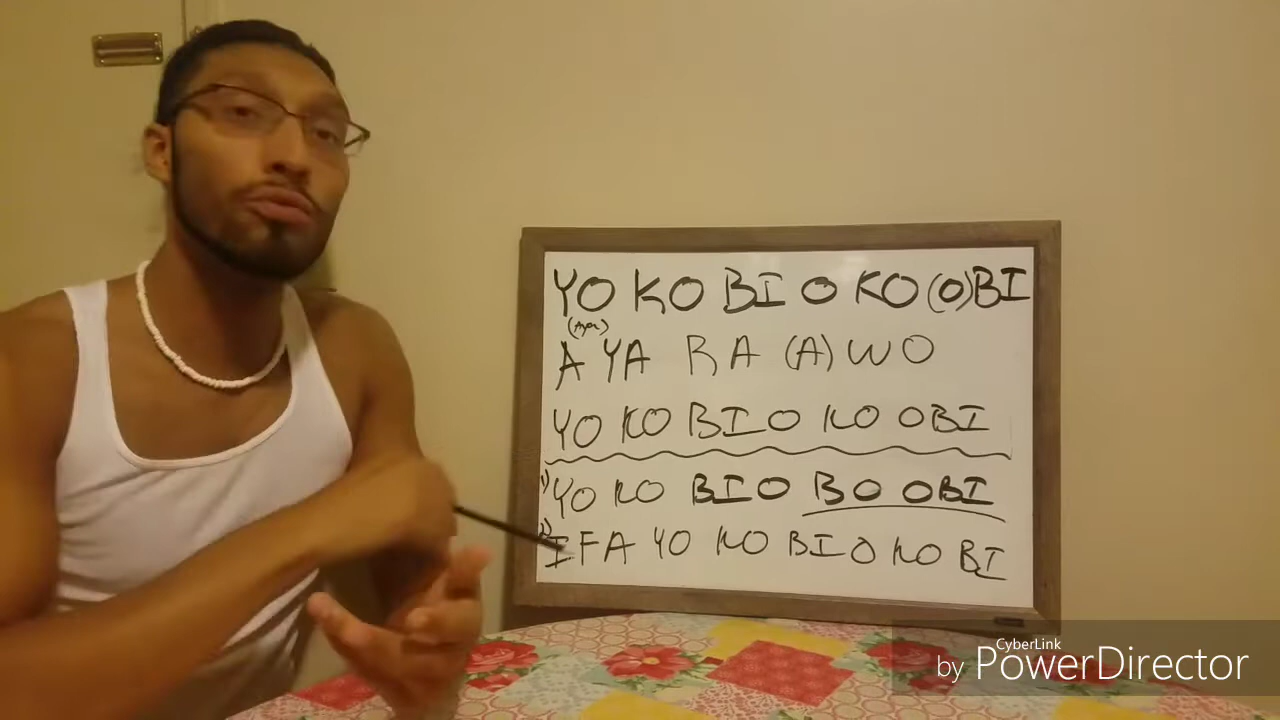 YO KO BI O KO (O) BI
A YA RA (A) WO
YO KO BI O KO OBI
1) YO KO BI O BO OBI
2) IFA YO KO BI O KO BI
CyberLink
by PowerDirector